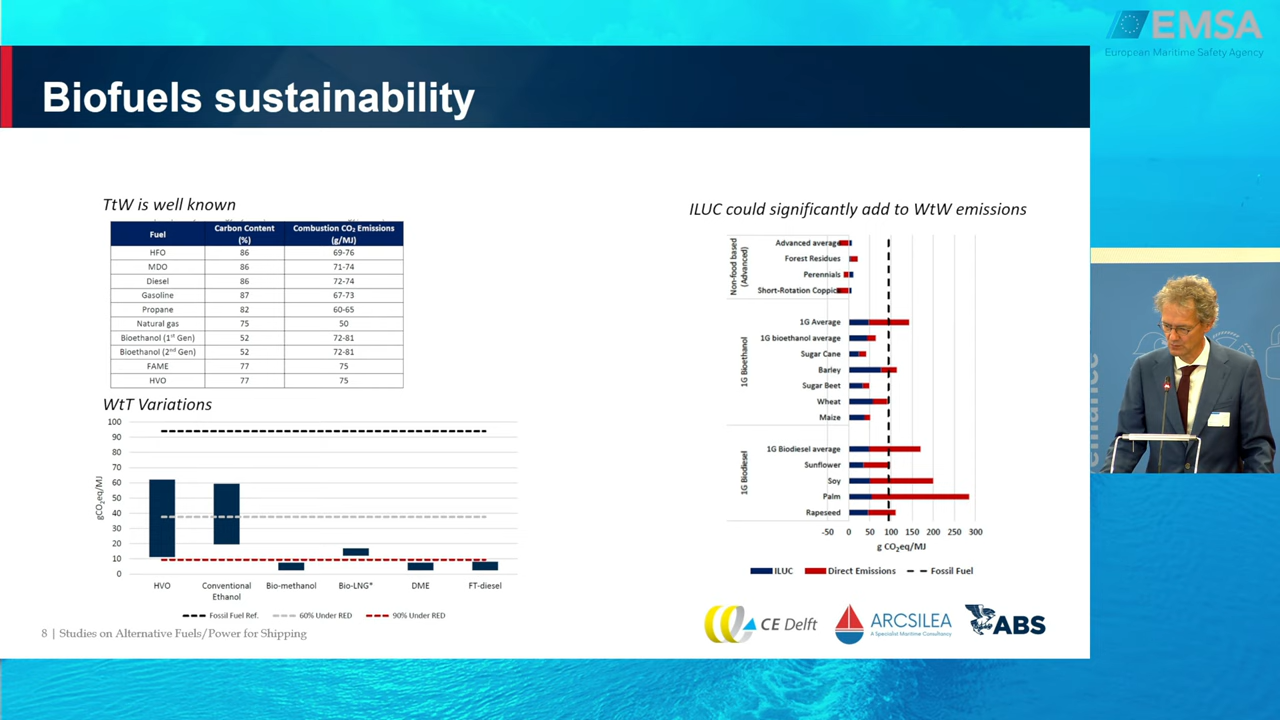 EMSA
European Maritime Safety Agency
Biofuels sustainability
TtW is well known
Fuel Carbon Content (%) Combustion CO₂ Emissions (g/MJ)
HFO 86 69-76
MDO 86 71-74
Diesel 86 72-74
Gasoline 87 67-73
Propane 82 60-65
Natural gas 75 50
Bioethanol (1st Gen) 52 72-81
Bioethanol (2nd Gen) 52 72-81
FAME 77 75
HVO 77 75
WtT Variations
gCO₂eq/MJ
100
90
80
70
60
50
40
30
20
10
0
HVO Conventional Ethanol Bio-methanol Bio-LNG* DME FT-diesel
Fossil Fuel Ref. 60% Under RED 90% Under RED
ILUC could significantly add to WtW emissions
Non-food based (Advanced)
Advanced average
Forest Residues
Perennials
Short-Rotation Coppic
1G Bioethanol
1G Average
1G bioethanol average
Sugar Cane
Barley
Sugar Beet
Wheat
Maize
1G Biodiesel
1G Biodiesel average
Sunflower
Soy
Palm
Rapeseed
-50 0 50 100 150 200 250 300
g CO₂eq/MJ
ILUC Direct Emissions Fossil Fuel
8 | Studies on Alternative Fuels/Power for Shipping
CE Delft
ARCSILEA
A Specialist Maritime Consultancy
ABS